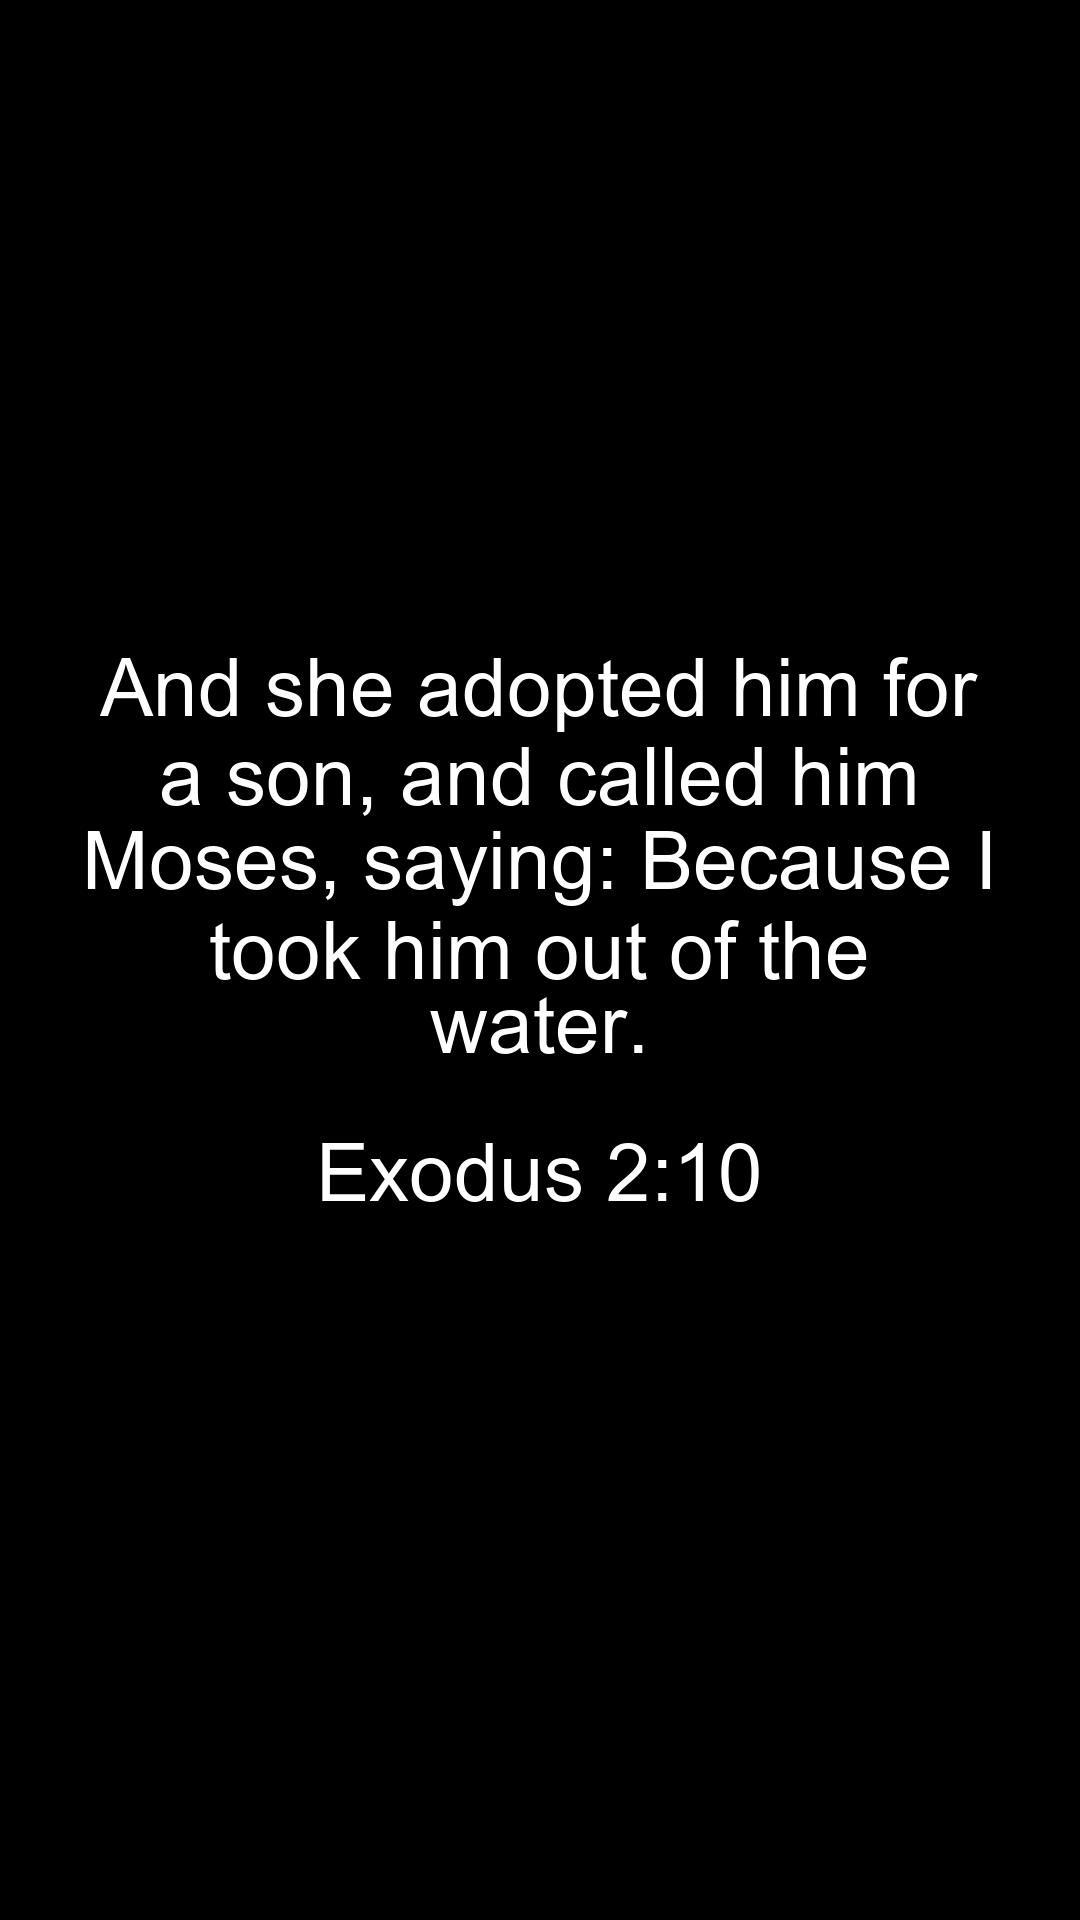 And she adopted him for
a son, and called him
Moses, saying: Because I
took him out of the
water.
Exodus 2:10